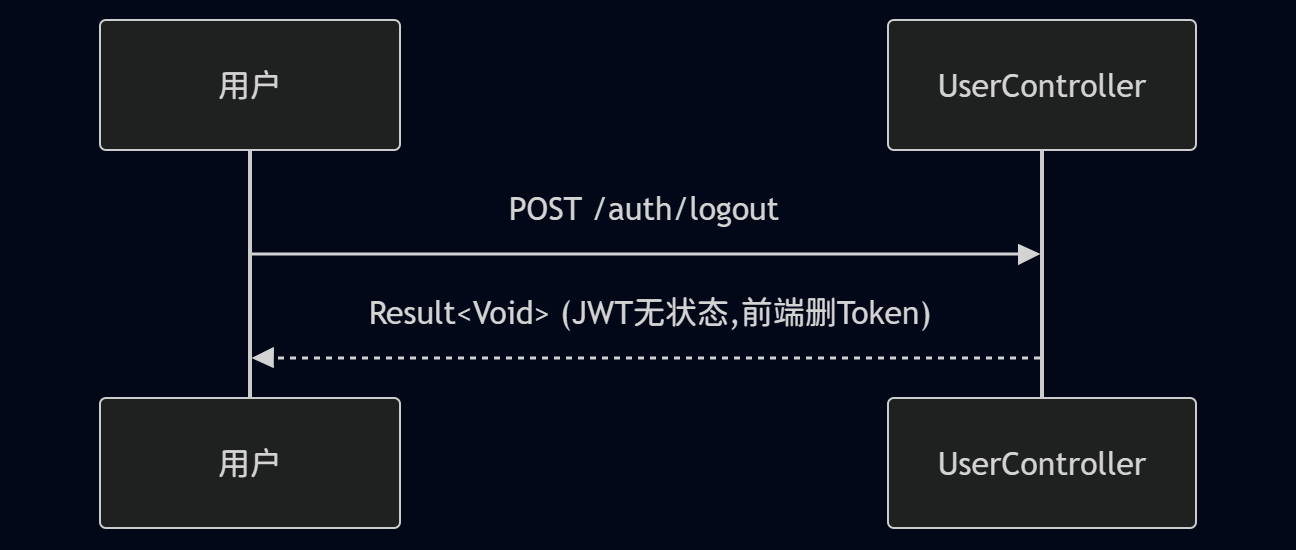 用户
UserController
POST /auth/logout
Result<Void> (JWT无状态,前端删Token)
用户
UserController